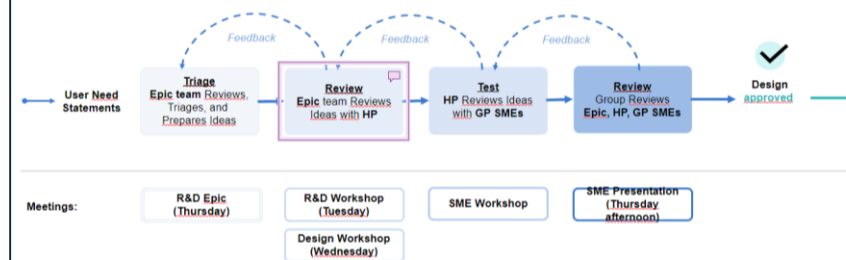 Feedback
Feedback
Feedback
User Need
Statements
Triage
Epic team Reviews,
Triages, and
Prepares Ideas
Review
Epic team Reviews
Ideas with HP
Test
HP Reviews Ideas
with GP SMEs
Review
Group Reviews
Epic, HP, GP SMEs
Design
approved
Meetings:
R&D Epic
(Thursday)
R&D Workshop
(Tuesday)
Design Workshop
(Wednesday)
SME Workshop
SME Presentation
(Thursday
afternoon)